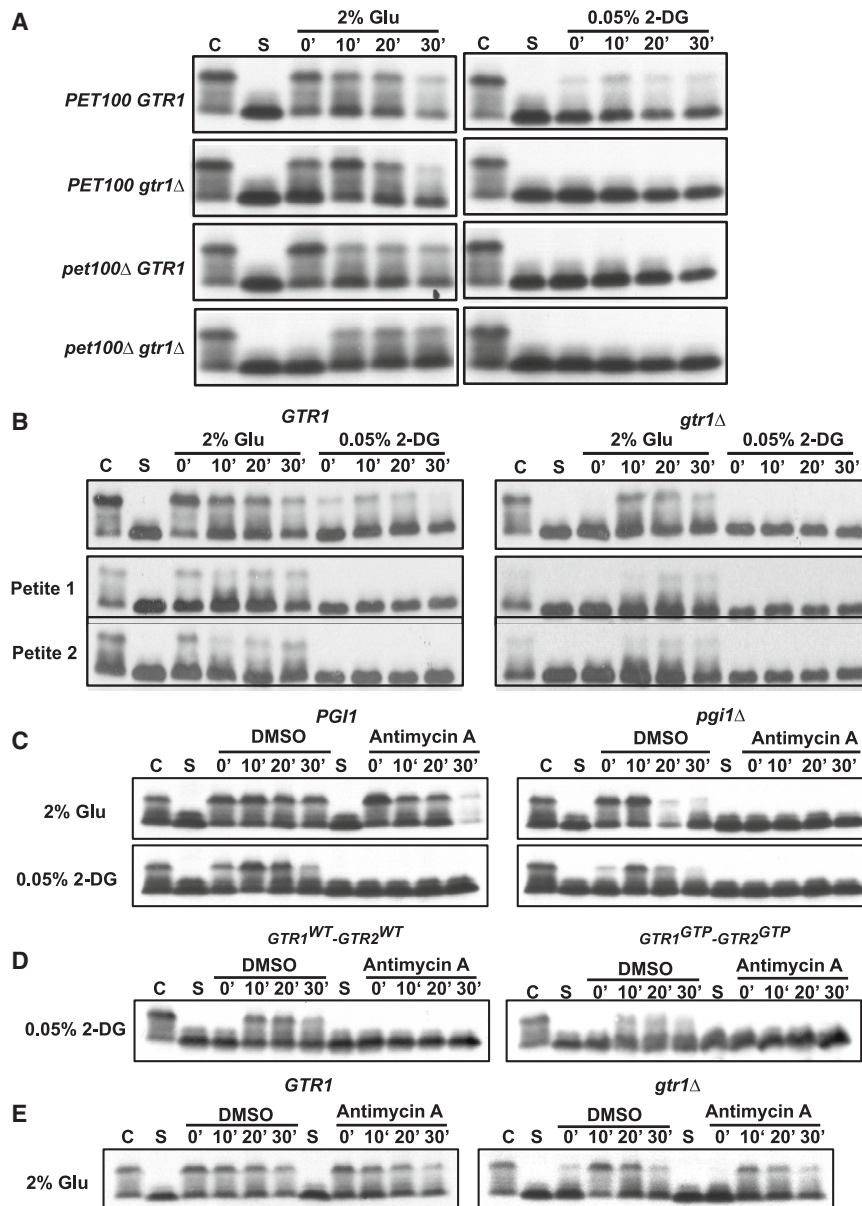 A
2% Glu 0.05% 2-DG
C S 0' 10' 20' 30' C S 0' 10' 20' 30'
PET100 GTR1
PET100 gtr1Δ
pet100Δ GTR1
pet100Δ gtr1Δ
B
GTR1 gtr1Δ
2% Glu 0.05% 2-DG 2% Glu 0.05% 2-DG
C S 0' 10' 20' 30' 0' 10' 20' 30' C S 0' 10' 20' 30' 0' 10' 20' 30'
Petite 1
Petite 2
C
PGI1 pgi1Δ
DMSO Antimycin A DMSO Antimycin A
C S 0' 10' 20' 30' S 0' 10' 20' 30' C S 0' 10' 20' 30' S 0' 10' 20' 30'
2% Glu
0.05% 2-DG
D
GTR1WT-GTR2WT GTR1GTP-GTR2GTP
DMSO Antimycin A DMSO Antimycin A
C S 0' 10' 20' 30' S 0' 10' 20' 30' C S 0' 10' 20' 30' S 0' 10' 20' 30'
0.05% 2-DG
E
GTR1 gtr1Δ
DMSO Antimycin A DMSO Antimycin A
C S 0' 10' 20' 30' S 0' 10' 20' 30' C S 0' 10' 20' 30' S 0' 10' 20' 30'
2% Glu